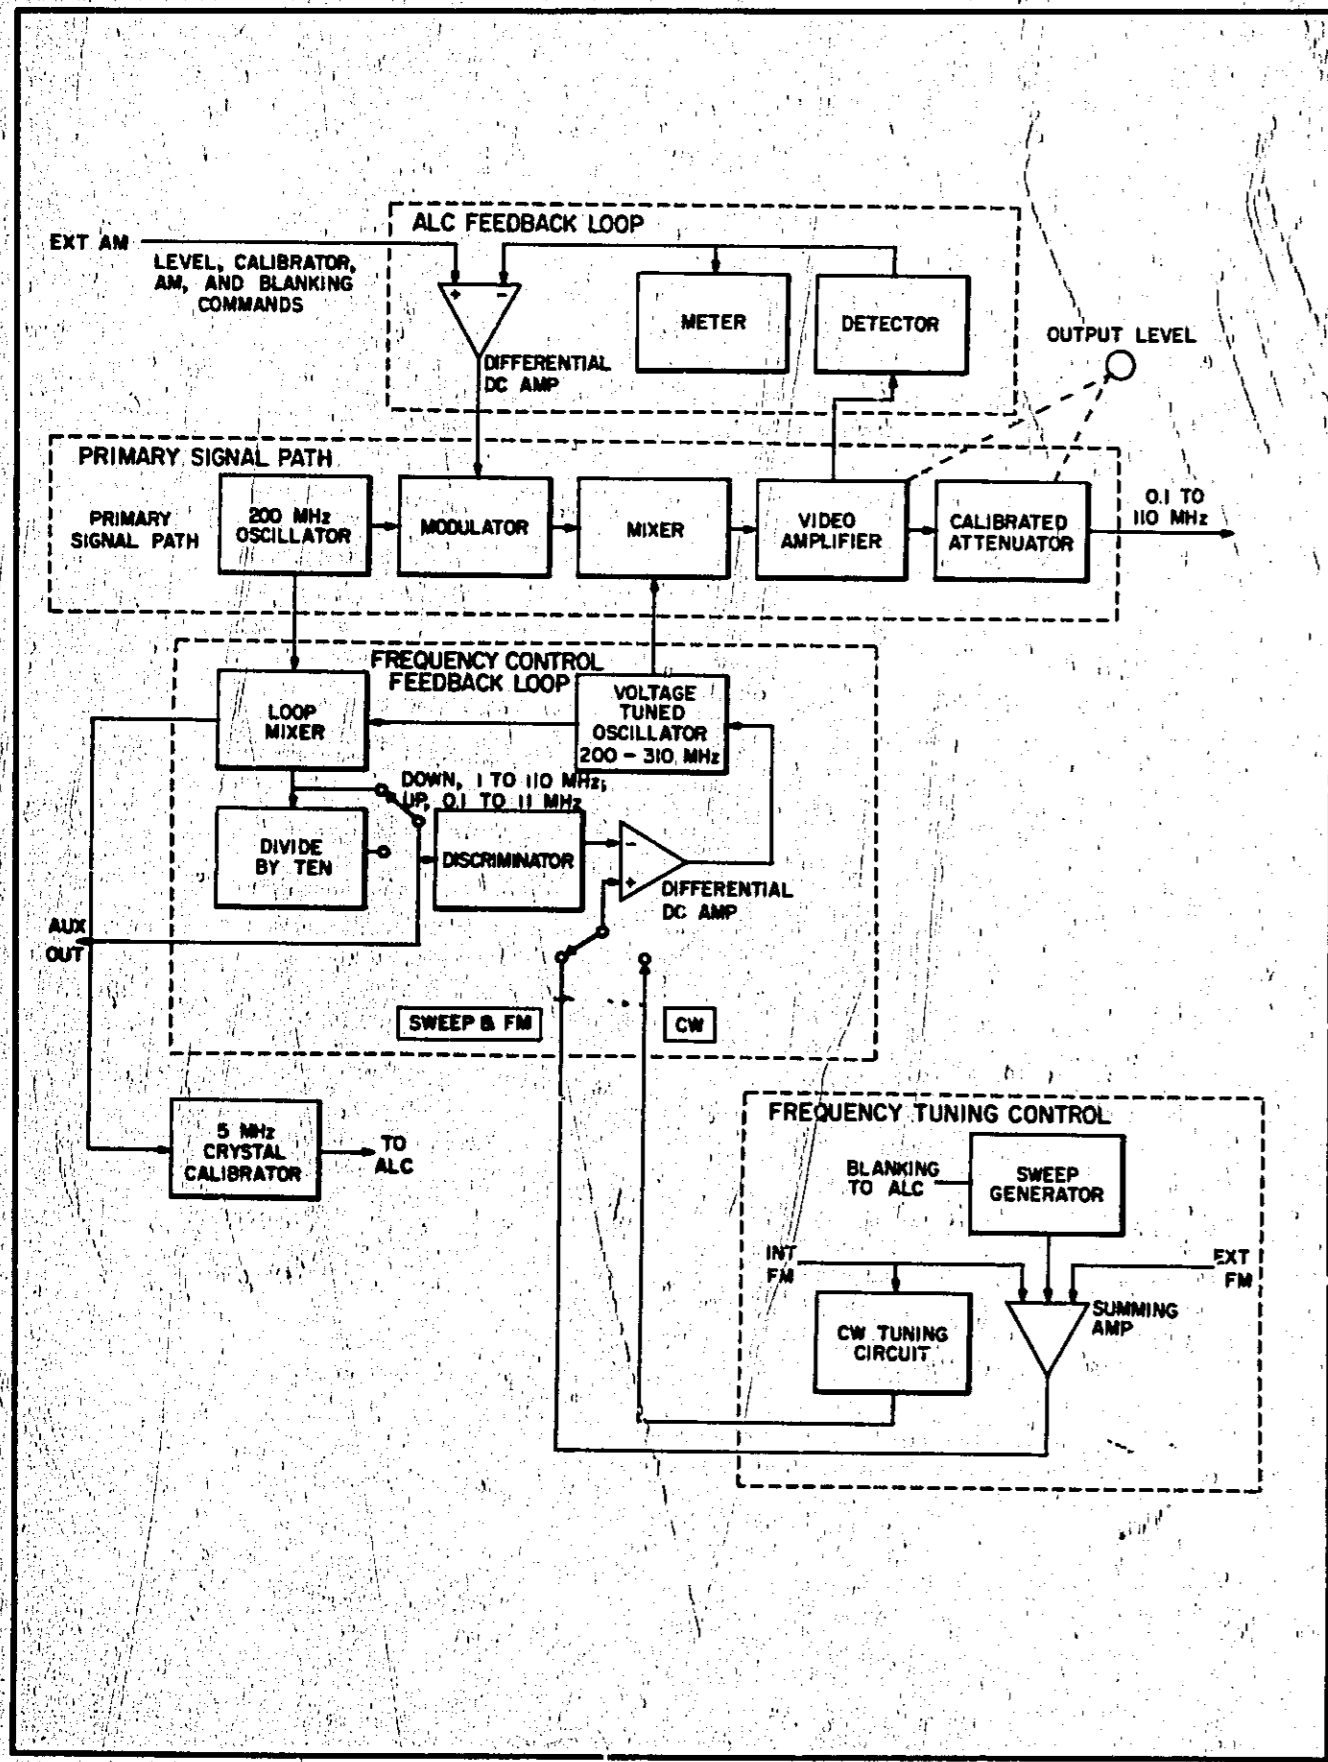 ALC FEEDBACK LOOP
EXT AM
LEVEL, CALIBRATOR,
AM, AND BLANKING
COMMANDS
+
-
METER
DETECTOR
DIFFERENTIAL
DC AMP
OUTPUT LEVEL
PRIMARY SIGNAL PATH
PRIMARY
SIGNAL PATH
200 MHz
OSCILLATOR
MODULATOR
MIXER
VIDEO
AMPLIFIER
CALIBRATED
ATTENUATOR
0.1 TO
110 MHz
FREQUENCY CONTROL
FEEDBACK LOOP
LOOP
MIXER
VOLTAGE
TUNED
OSCILLATOR
200 - 310 MHz
DOWN, 1 TO 110 MHz;
UP, 0.1 TO 11 MHz
DIVIDE
BY TEN
DISCRIMINATOR
-
+
DIFFERENTIAL
DC AMP
AUX
OUT
SWEEP & FM
CW
5 MHz
CRYSTAL
CALIBRATOR
TO
ALC
FREQUENCY TUNING CONTROL
BLANKING
TO ALC
SWEEP
GENERATOR
INT
FM
EXT
FM
CW TUNING
CIRCUIT
SUMMING
AMP